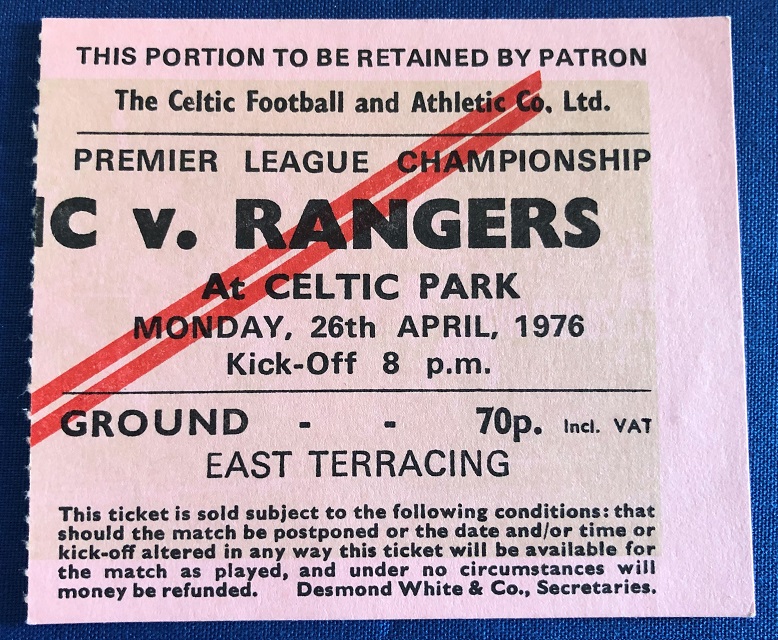 THIS PORTION TO BE RETAINED BY PATRON
The Celtic Football and Athletic Co. Ltd.
PREMIER LEAGUE CHAMPIONSHIP
IC v. RANGERS
At CELTIC PARK
MONDAY, 26th APRIL, 1976
Kick-Off 8 p.m.
GROUND - - 70p. Incl. VAT
EAST TERRACING
This ticket is sold subject to the following conditions: that
should the match be postponed or the date and/or time or
kick-off altered in any way this ticket will be available for
the match as played, and under no circumstances will
money be refunded. Desmond White & Co., Secretaries.